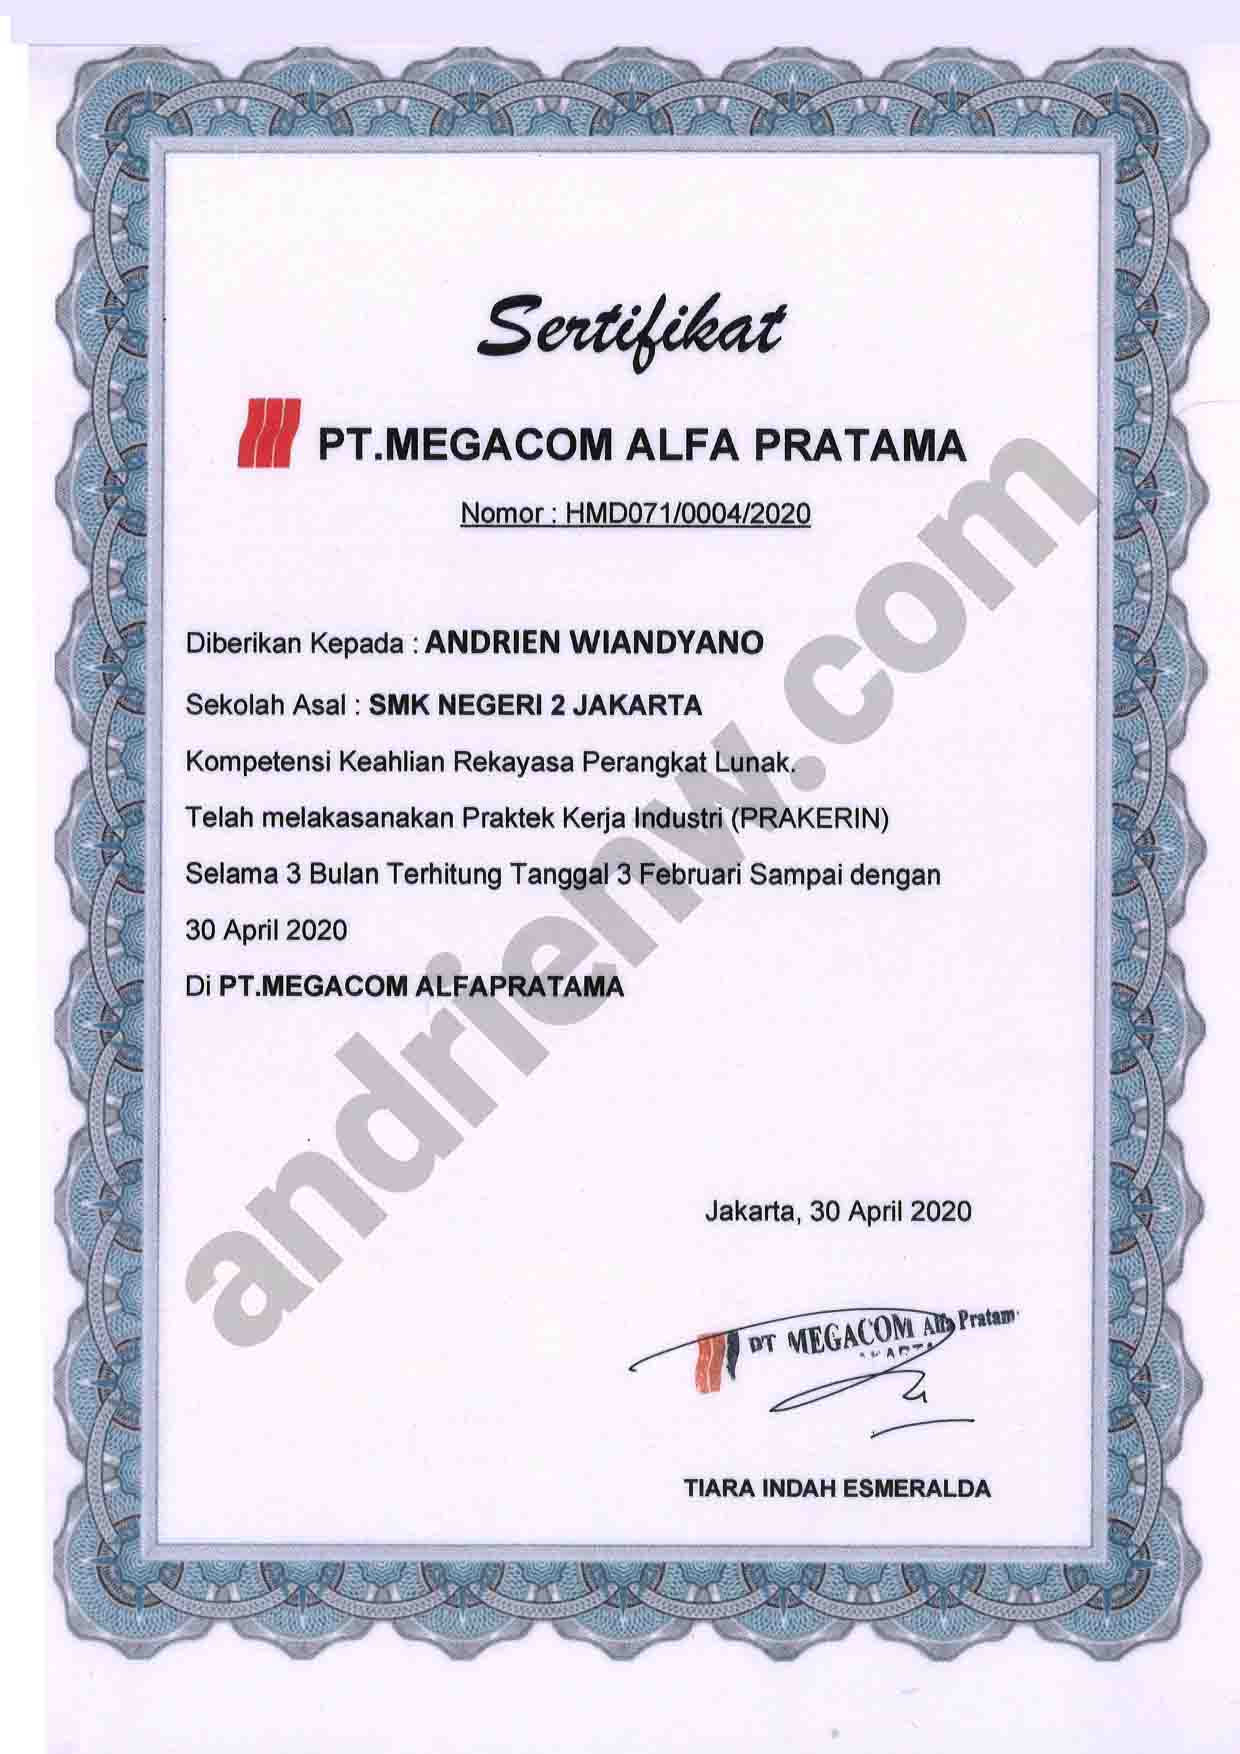 Sertifikat
PT.MEGACOM ALFA PRATAMA
Nomor : HMD071/0004/2020
Diberikan Kepada : ANDRIEN WIANDYANO
Sekolah Asal : SMK NEGERI 2 JAKARTA
Kompetensi Keahlian Rekayasa Perangkat Lunak.
Telah melakasanakan Praktek Kerja Industri (PRAKERIN)
Selama 3 Bulan Terhitung Tanggal 3 Februari Sampai dengan
30 April 2020
Di PT.MEGACOM ALFAPRATAMA
andrienw.com
Jakarta, 30 April 2020
PT MEGACOM Alfa Pratam
TIARA INDAH ESMERALDA